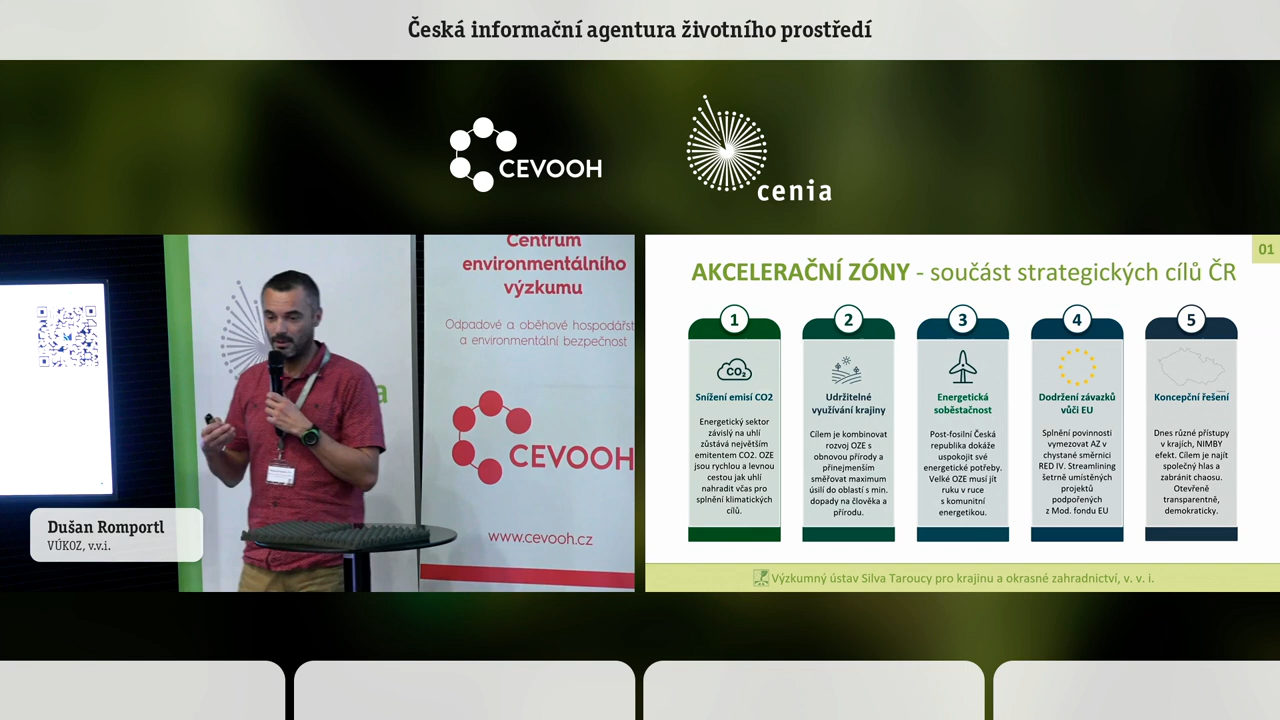 Česká informační agentura životního prostředí
CEVOOH
cenia
Centrum
environmentálního
výzkumu
Odpadové a oběhové hospodářst
a environmentální bezpečnost
CEVOOH
www.cevooh.cz
a
Dušan Romportl
VÚKOZ, v.v.i.
01
AKCELERAČNÍ ZÓNY - součást strategických cílů ČR
1
CO2
Snížení emisí CO2
Energetický sektor
závislý na uhlí
zůstává největším
emitentem CO2. OZE
jsou rychlou a levnou
cestou jak uhlí
nahradit včas pro
splnění klimatických
cílů.
2
Udržitelné
využívání krajiny
Cílem je kombinovat
rozvoj OZE s
obnovou přírody a
přinejmenším
směřovat maximum
úsilí do oblastí s min.
dopady na člověka a
přírodu.
3
Energetická
soběstačnost
Post-fosilní Česká
republika dokáže
uspokojit své
energetické potřeby.
Velké OZE musí jít
ruku v ruce
s komunitní
energetikou.
4
Dodržení závazků
vůči EU
Splnění povinnosti
vymezovat AZ v
chystané směrnici
RED IV. Streamlining
šetrně umístěných
projektů
podpořených
z Mod. fondu EU
5
Koncepční řešení
Dnes různé přístupy
v krajích, NIMBY
efekt. Cílem je najít
společný hlas a
zabránit chaosu.
Otevřeně
transparentně,
demokraticky.
Výzkumný ústav Silva Taroucy pro krajinu a okrasné zahradnictví, v. v. i.